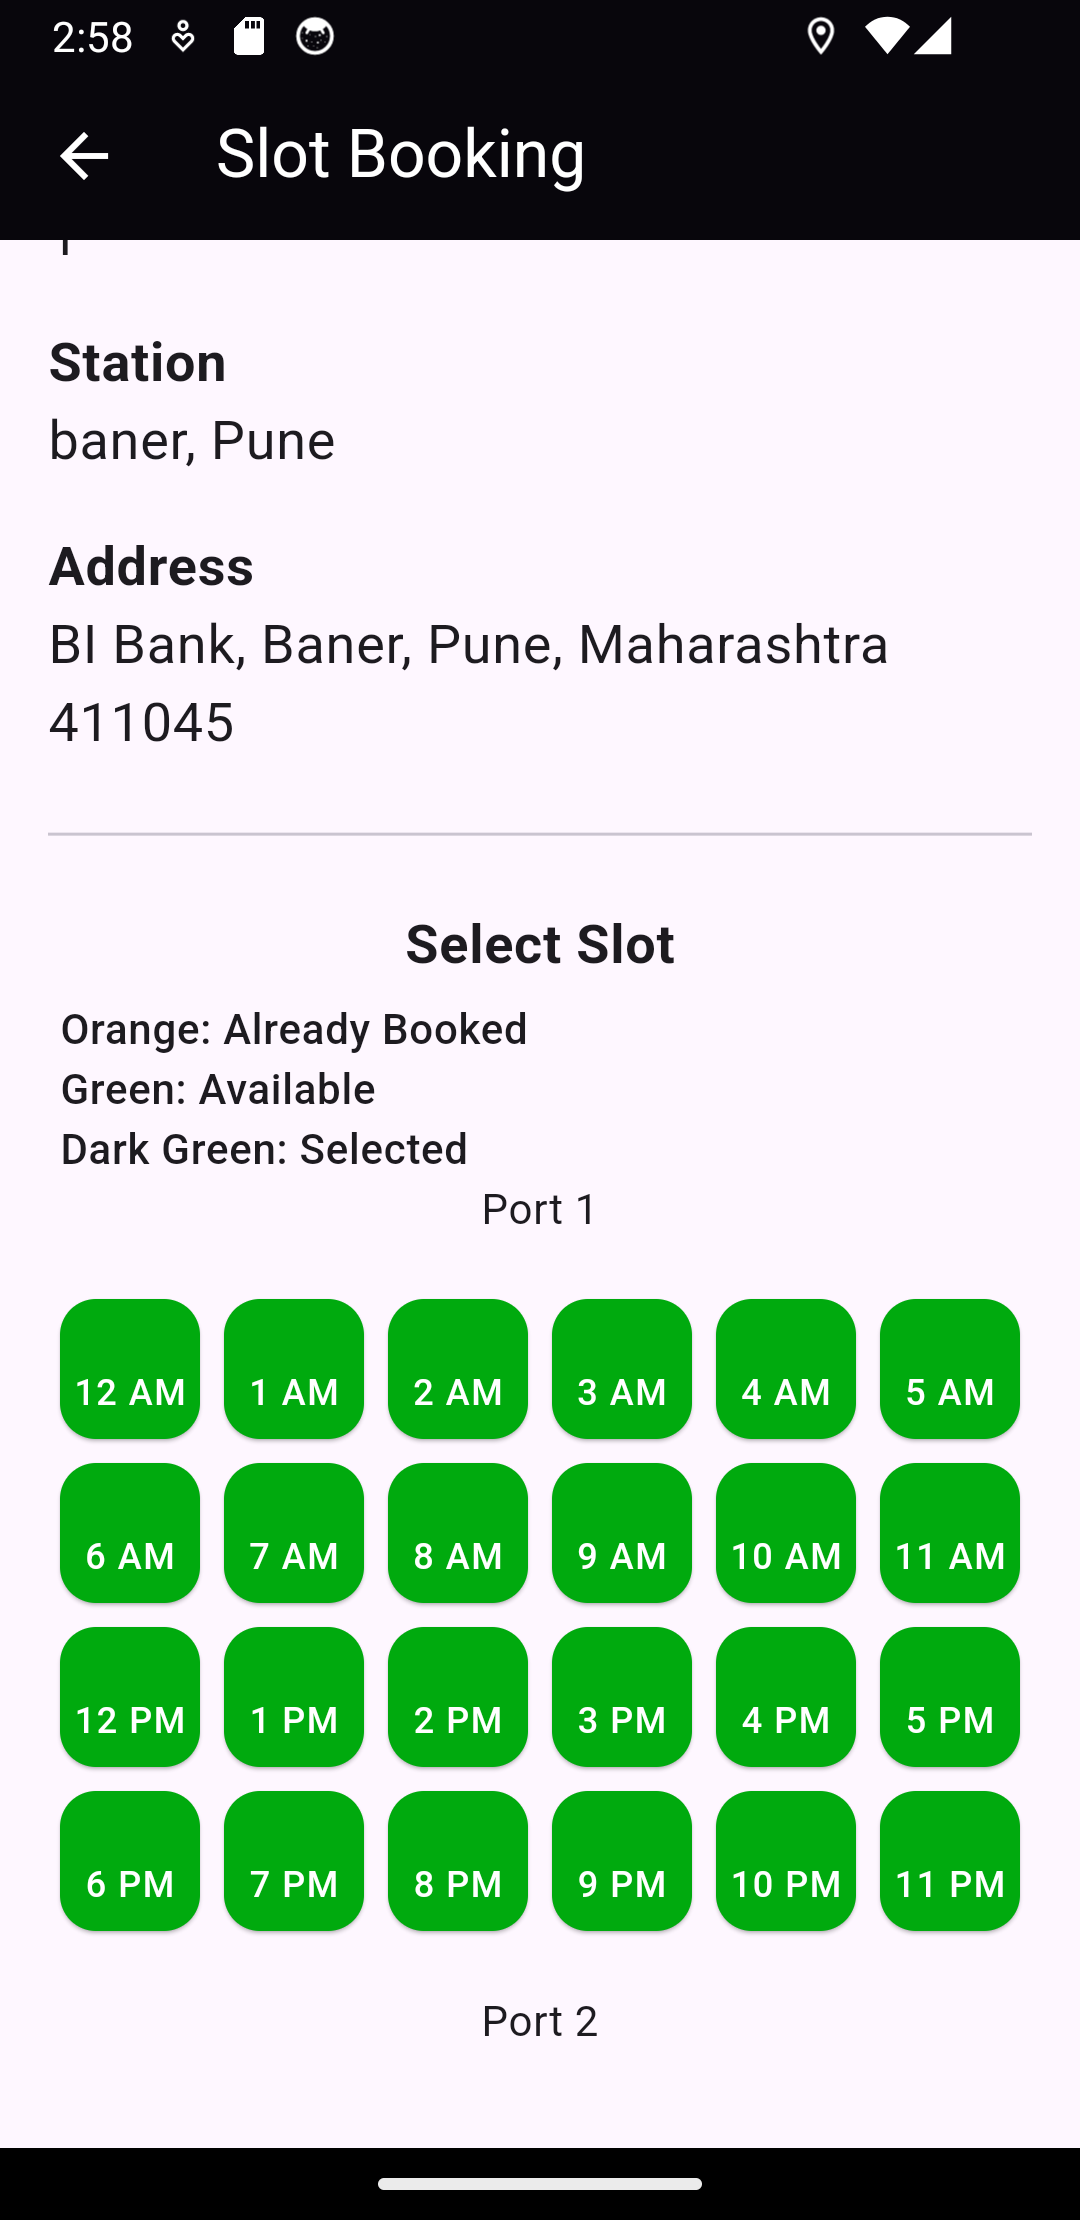 2:58
Slot Booking
Station
baner, Pune
Address
BI Bank, Baner, Pune, Maharashtra
411045
Select Slot
Orange: Already Booked
Green: Available
Dark Green: Selected
Port 1
12 AM 1 AM 2 AM 3 AM 4 AM 5 AM
6 AM 7 AM 8 AM 9 AM 10 AM 11 AM
12 PM 1 PM 2 PM 3 PM 4 PM 5 PM
6 PM 7 PM 8 PM 9 PM 10 PM 11 PM
Port 2